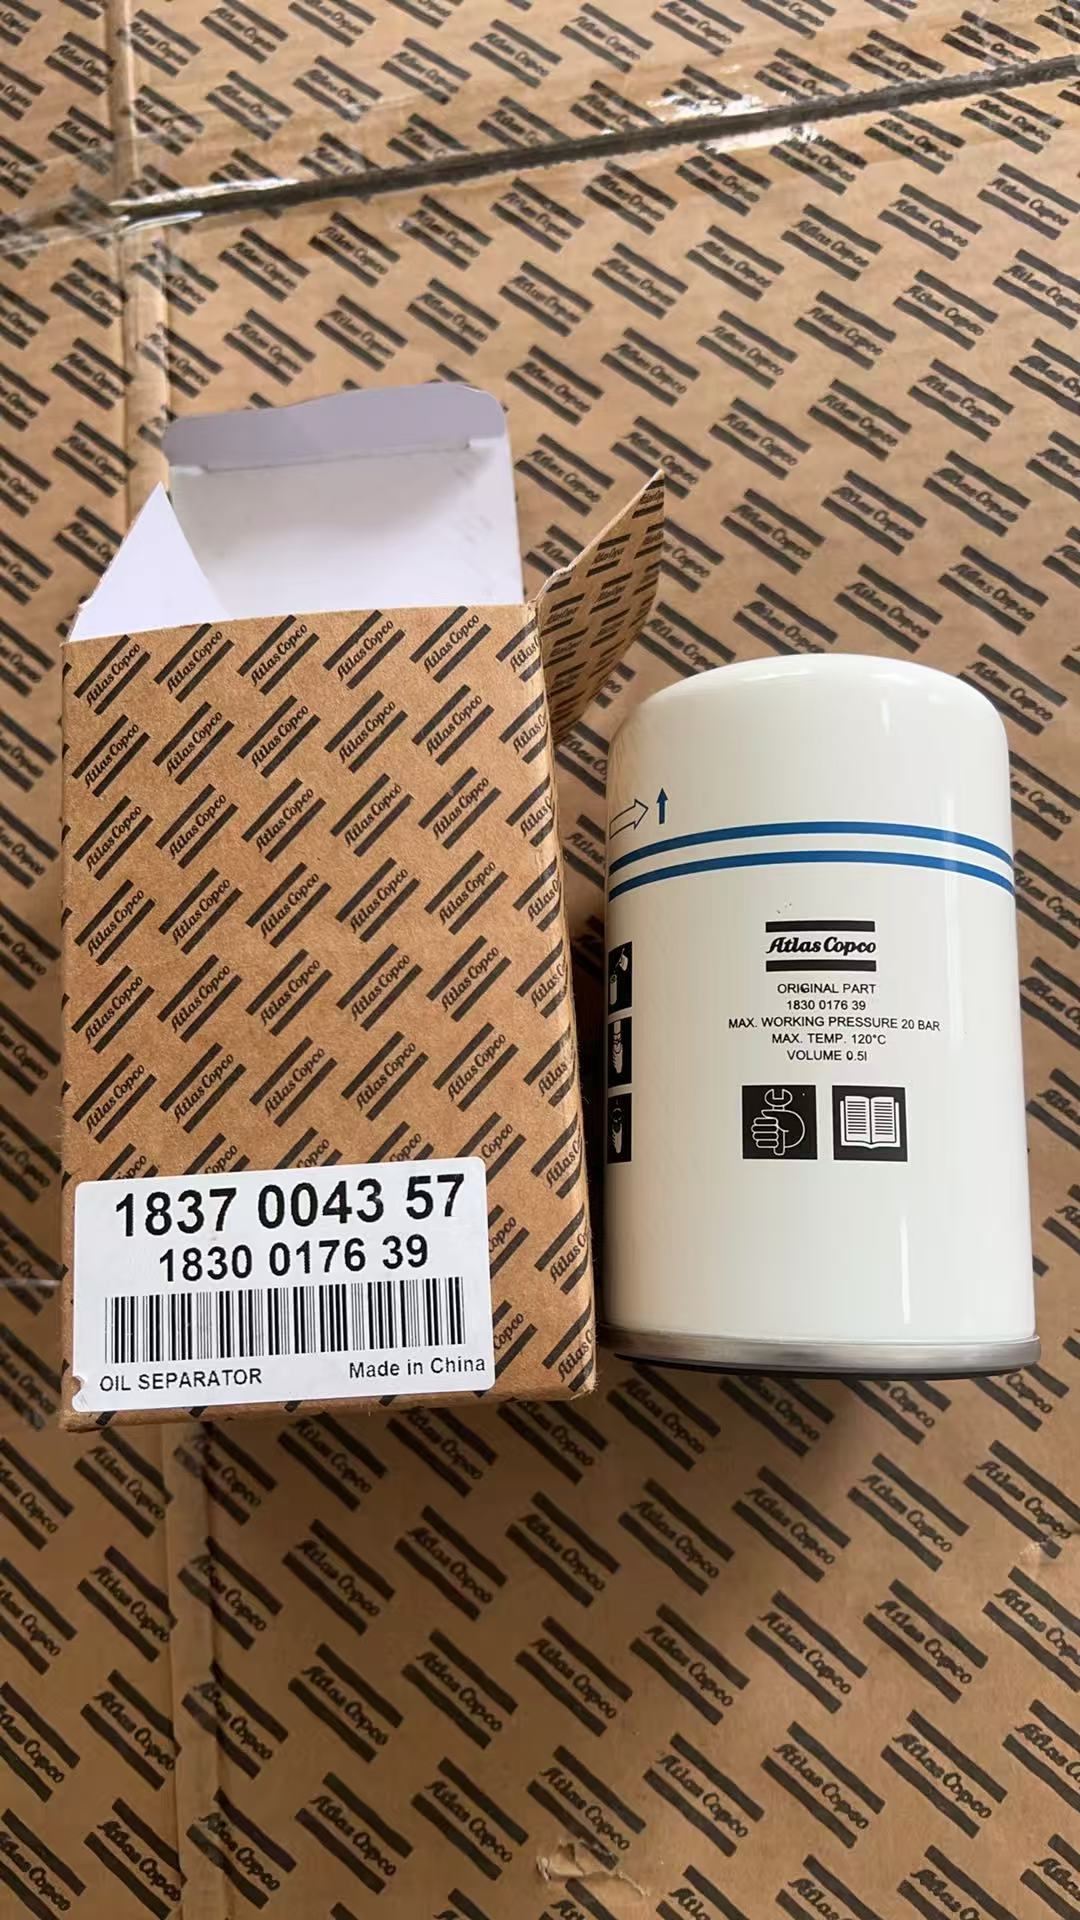 1837 0043 57
1830 0176 39
OIL SEPARATOR
Made in China
Atlas Copco
ORIGINAL PART
1830 0176 39
MAX. WORKING PRESSURE 20 BAR
MAX. TEMP. 120°C
VOLUME 0.5l